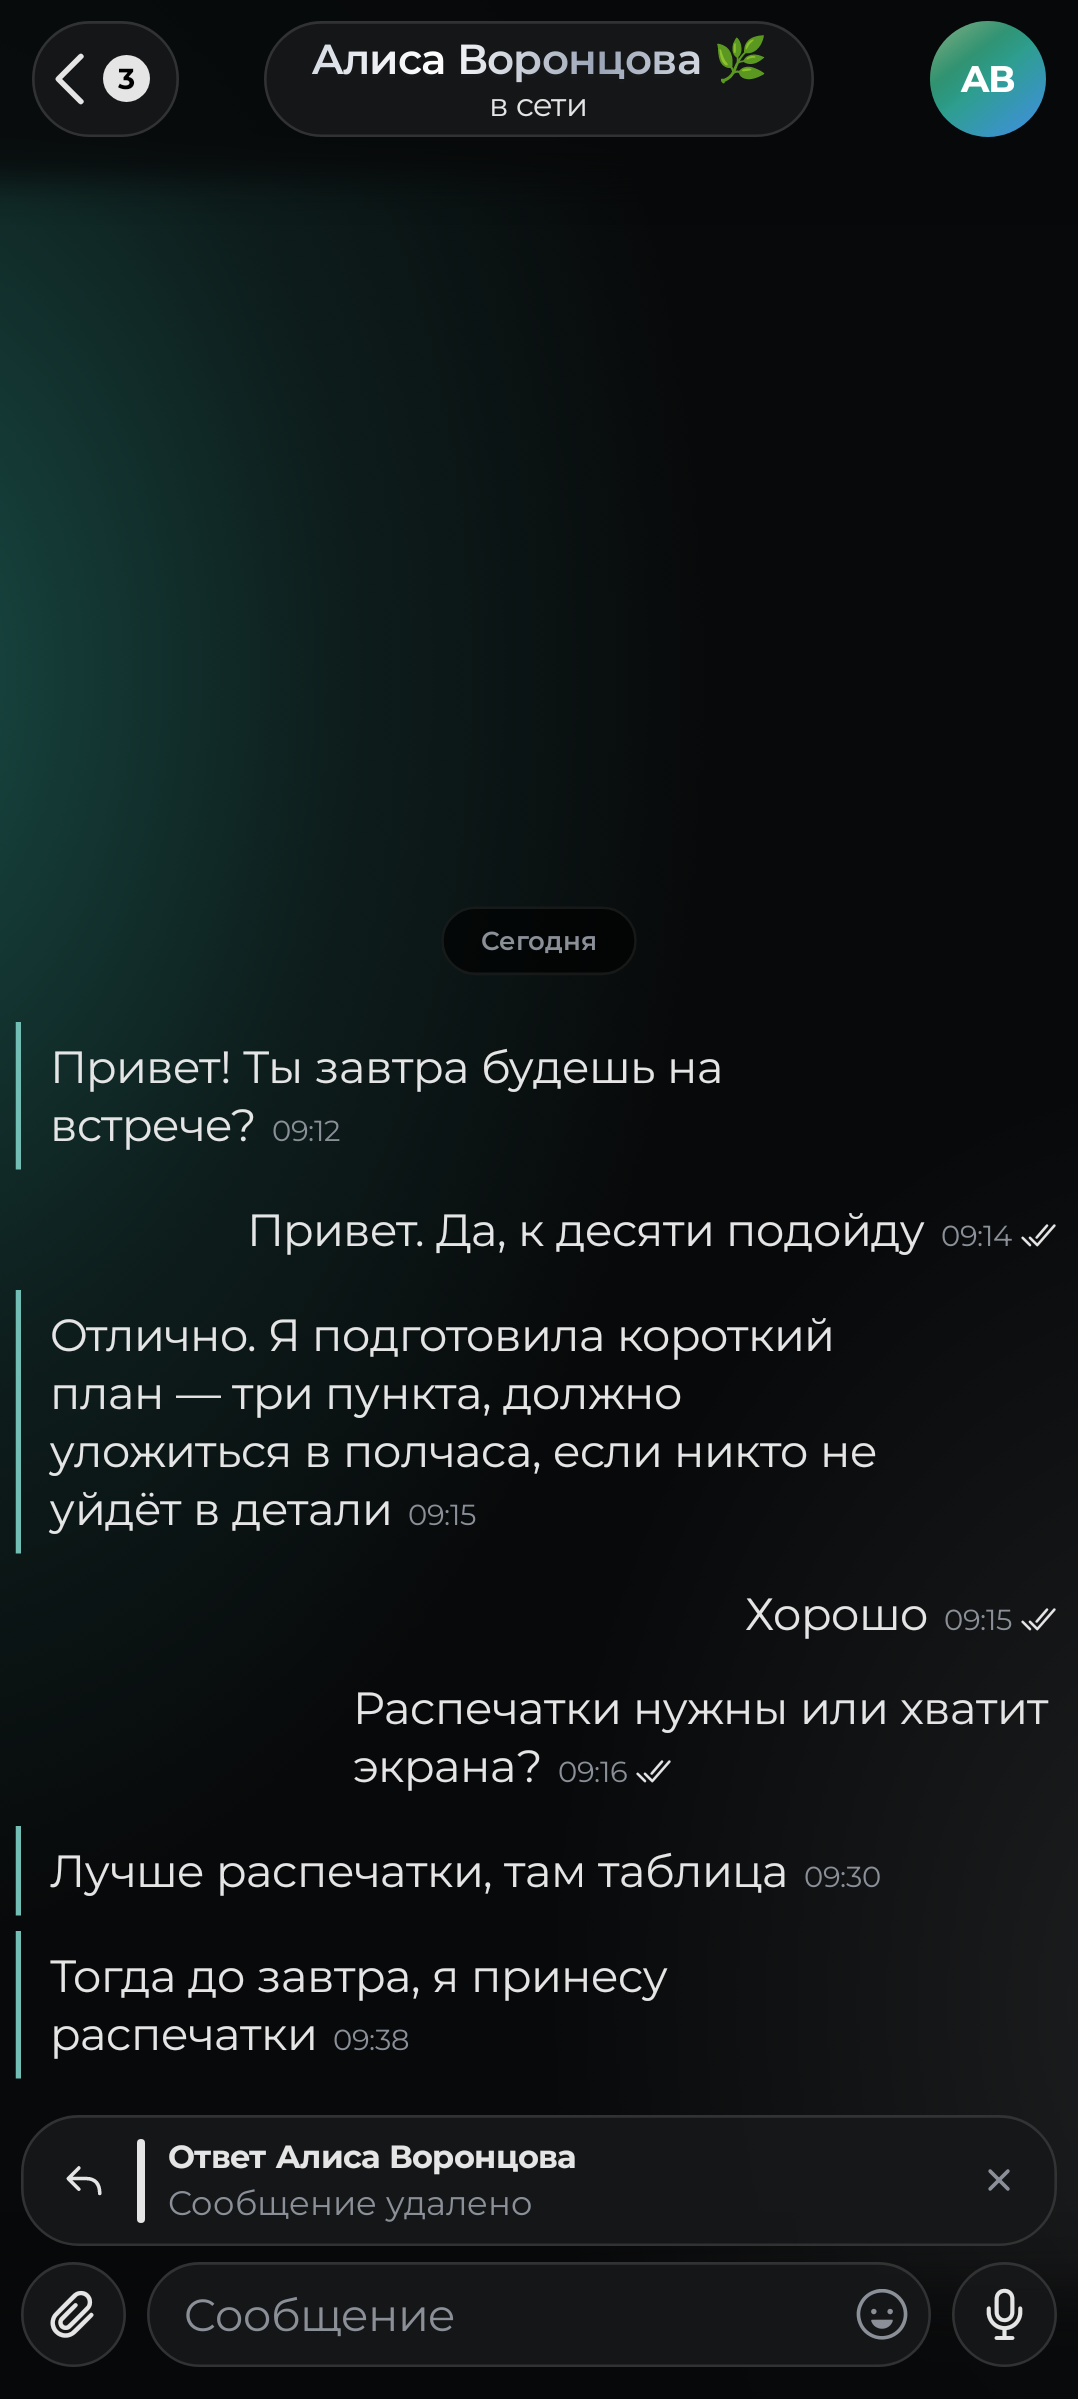 3
Алиса Воронцова 🌿
в сети
АВ
Сегодня
Привет! Ты завтра будешь на
встрече? 09:12
Привет. Да, к десяти подойду 09:14
Отлично. Я подготовила короткий
план — три пункта, должно
уложиться в полчаса, если никто не
уйдёт в детали 09:15
Хорошо 09:15
Распечатки нужны или хватит
экрана? 09:16
Лучше распечатки, там таблица 09:30
Тогда до завтра, я принесу
распечатки 09:38
Ответ Алиса Воронцова
Сообщение удалено
Сообщение